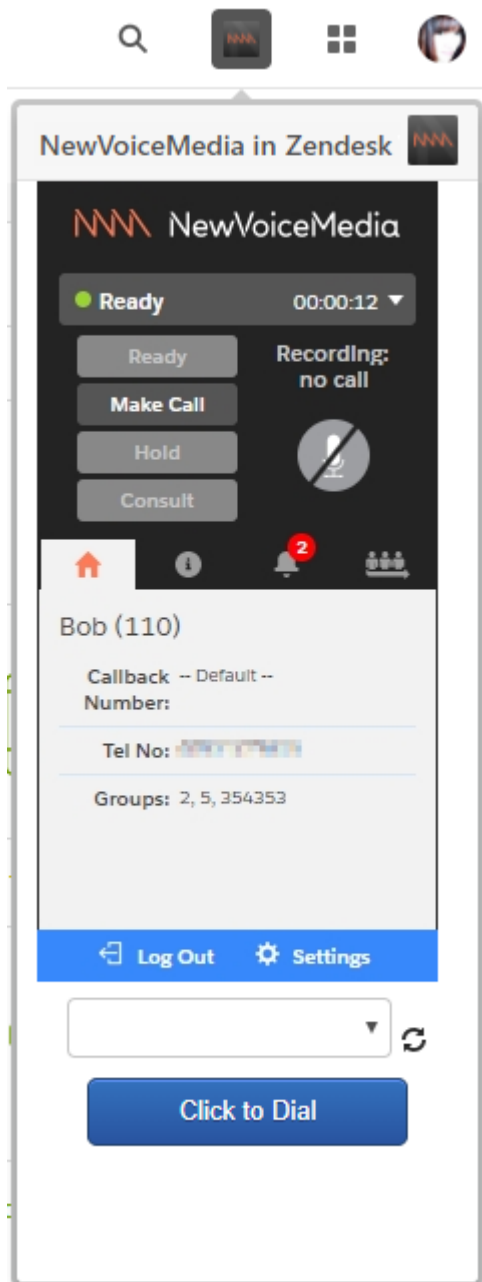 NewVoiceMedia in Zendesk
NewVoiceMedia
Ready 00:00:12
Ready
Make Call
Hold
Consult
Recording:
no call
2
Bob (110)
Callback -- Default --
Number:
Tel No:
Groups: 2, 5, 354353
Log Out Settings
Click to Dial